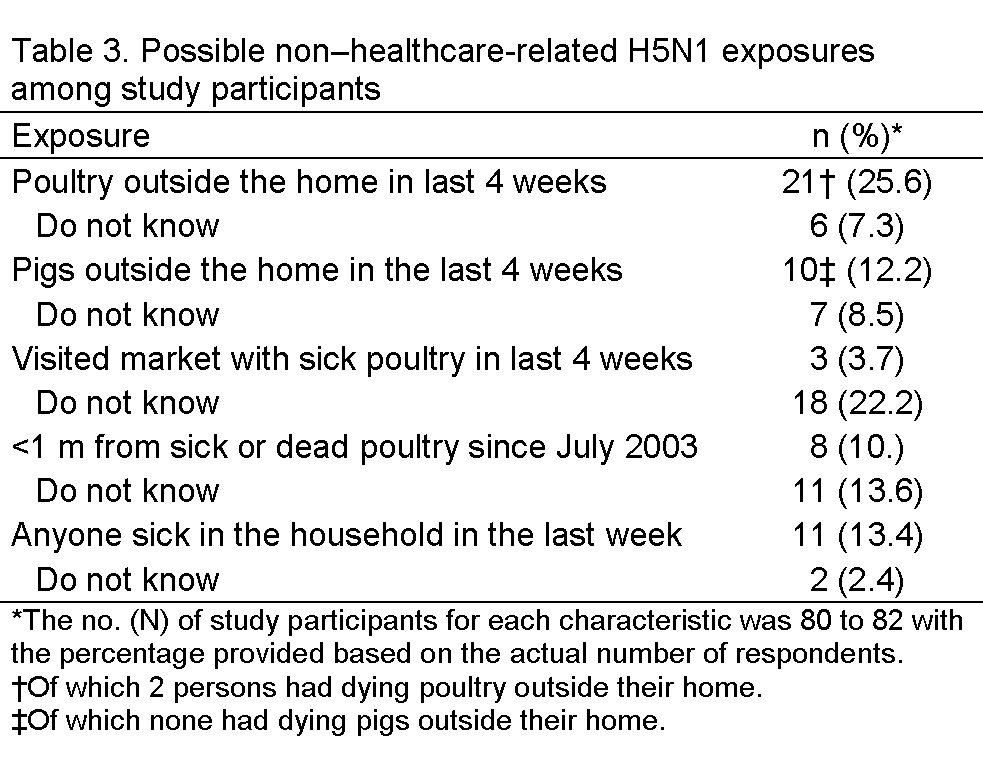 Table 3. Possible non–healthcare-related H5N1 exposures
among study participants
Exposure n (%)*
Poultry outside the home in last 4 weeks 21† (25.6)
Do not know 6 (7.3)
Pigs outside the home in the last 4 weeks 10‡ (12.2)
Do not know 7 (8.5)
Visited market with sick poultry in last 4 weeks 3 (3.7)
Do not know 18 (22.2)
<1 m from sick or dead poultry since July 2003 8 (10.)
Do not know 11 (13.6)
Anyone sick in the household in the last week 11 (13.4)
Do not know 2 (2.4)
*The no. (N) of study participants for each characteristic was 80 to 82 with
the percentage provided based on the actual number of respondents.
†Of which 2 persons had dying poultry outside their home.
‡Of which none had dying pigs outside their home.